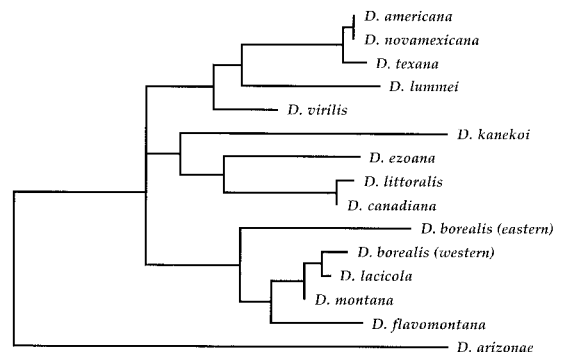 D. americana
D. novamexicana
D. texana
D. lummei
D. virilis
D. kanekoi
D. ezoana
D. littoralis
D. canadiana
D. borealis (eastern)
D. borealis (western)
D. lacicola
D. montana
D. flavomontana
D. arizonae